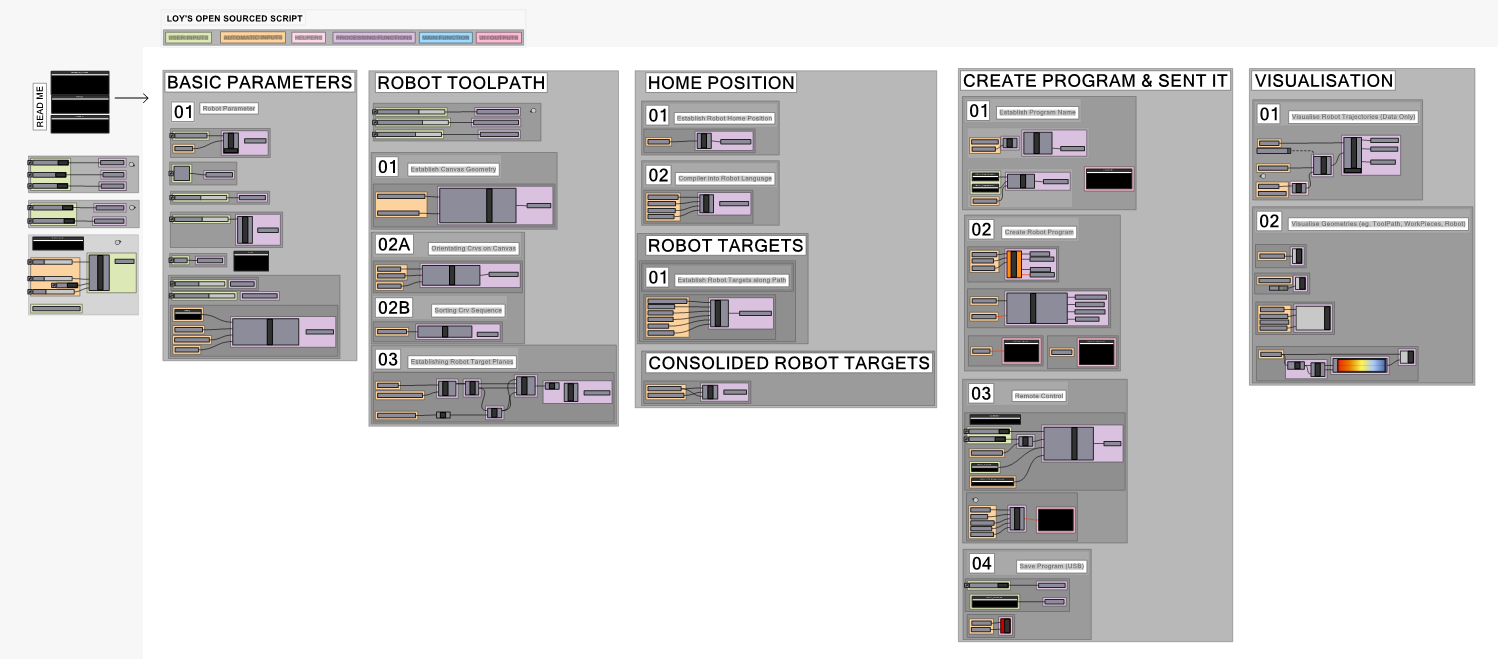 LOY'S OPEN SOURCED SCRIPT
USER INPUTS
AUTOMATIC INPUTS
HELPERS
PROCESSING FUNCTIONS
MAIN FUNCTION
UI OUTPUTS
READ ME
BASIC PARAMETERS
01
Robot Parameter
ROBOT TOOLPATH
01
Establish Canvas Geometry
02A
Orientating Crvs on Canvas
02B
Sorting Crv Sequence
03
Establishing Robot Target Planes
HOME POSITION
01
Establish Robot Home Position
02
Compiler into Robot Language
ROBOT TARGETS
01
Establish Robot Targets along Path
CONSOLIDED ROBOT TARGETS
CREATE PROGRAM & SENT IT
01
Establish Program Name
02
Create Robot Program
03
Remote Control
04
Save Program (USB)
VISUALISATION
01
Visualise Robot Trajectories (Data Only)
02
Visualise Geometries (eg. ToolPath, WorkPieces, Robot)